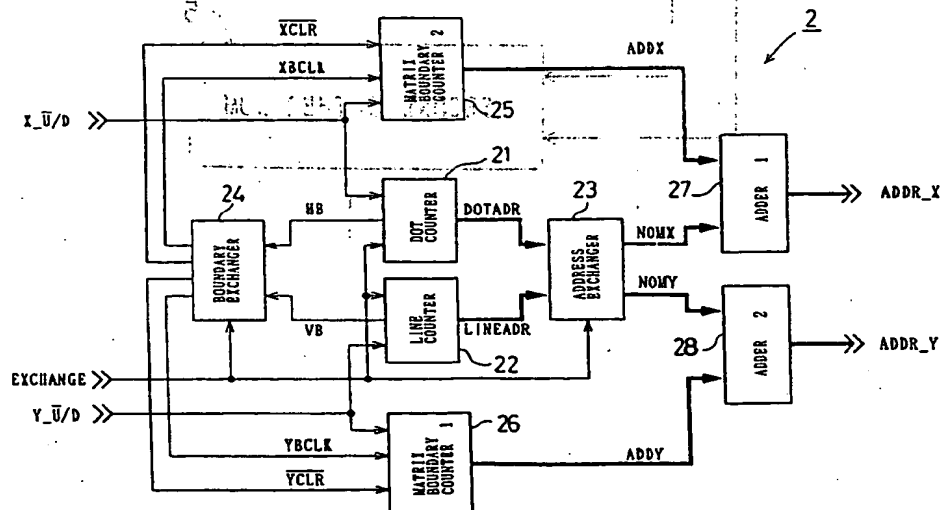 2
XCLR
XBCLK
X_U/D
MATRIX BOUNDARY COUNTER 2
25
ADDX
21
DOT COUNTER
24
BOUNDARY EXCHANGER
HB
VB
DOTADR
LINEADR
LINE COUNTER
22
23
ADDRESS EXCHANGER
NOMX
NOMY
27
ADDER 1
ADDR_X
28
ADDER 2
ADDR_Y
EXCHANGE
Y_U/D
YBCLK
YCLR
MATRIX BOUNDARY COUNTER 1
26
ADDY